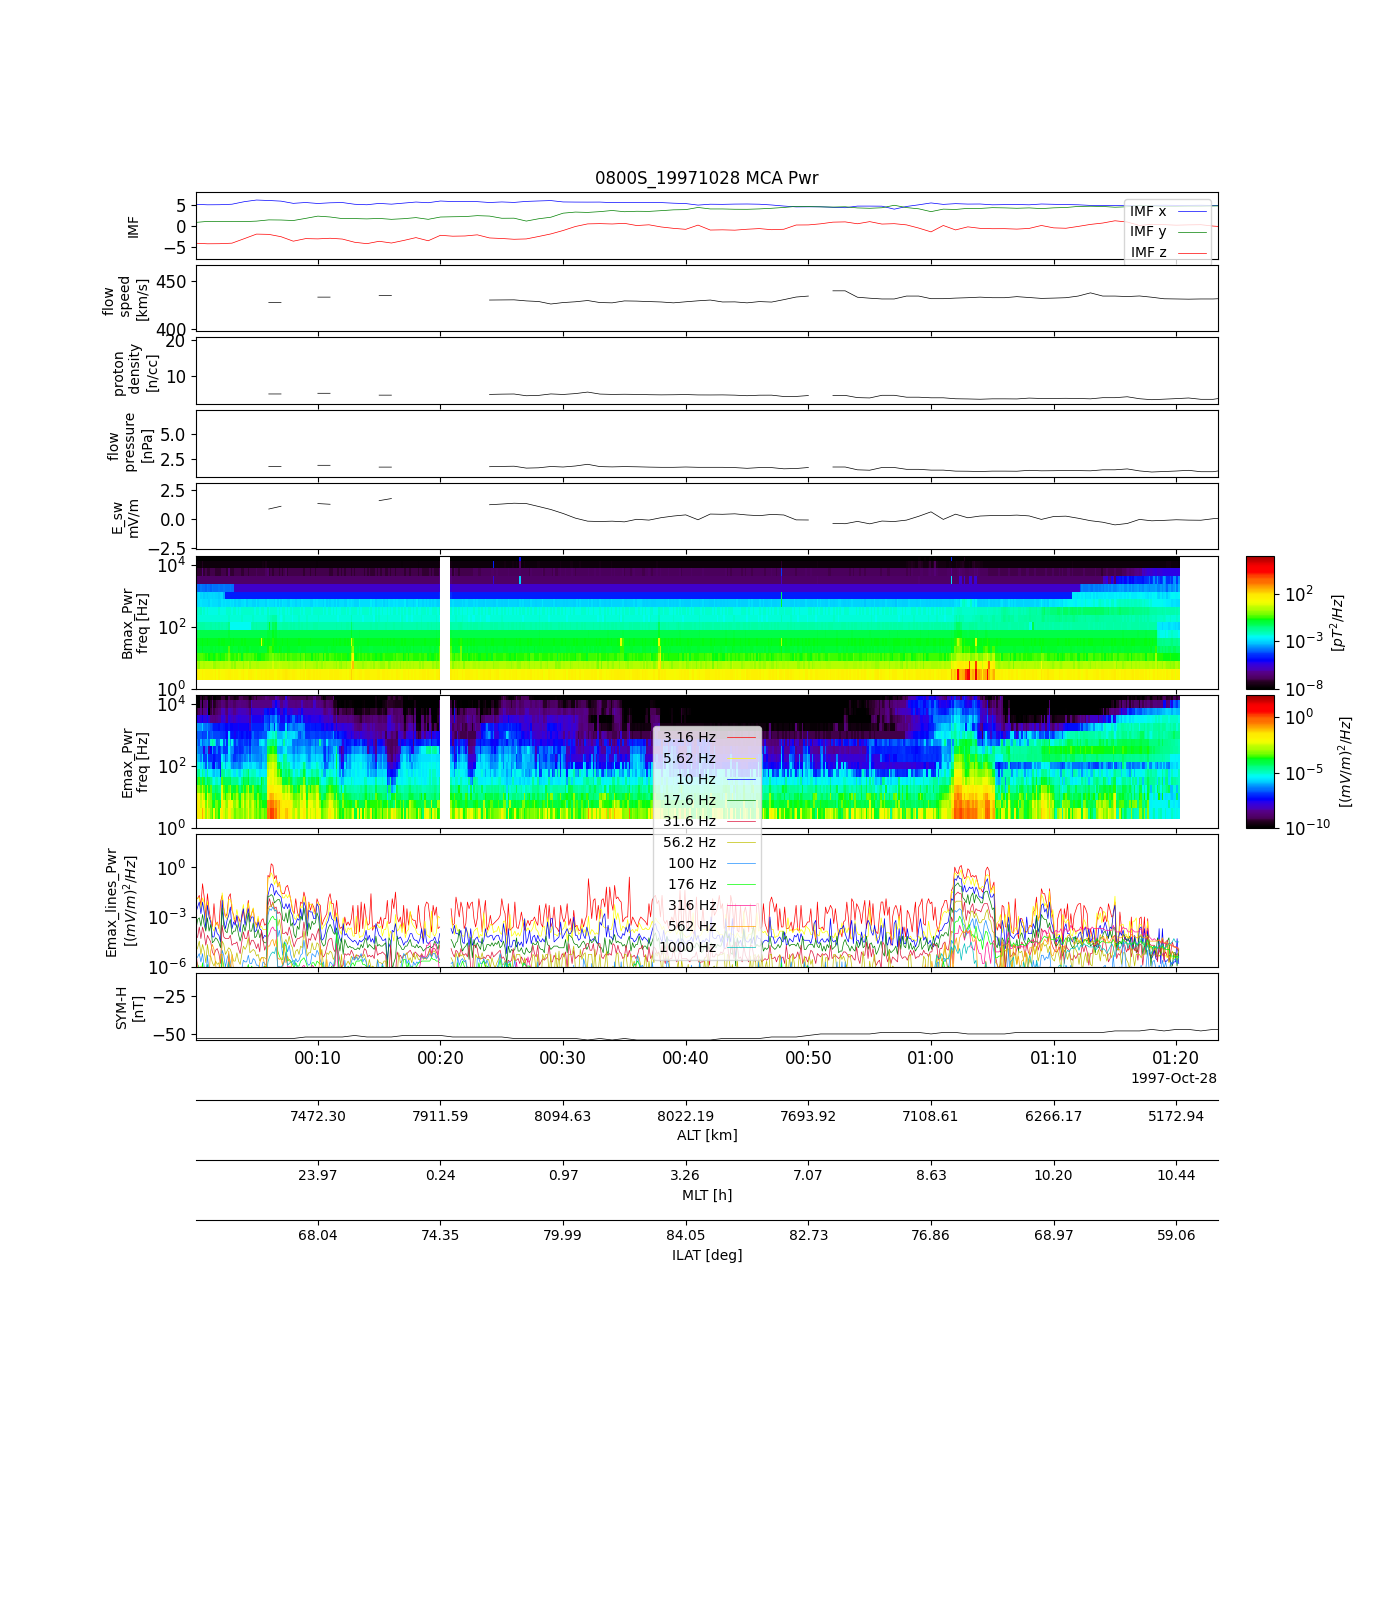 0800S_19971028 MCA Pwr
5
0
−5
IMF
IMF x
IMF y
IMF z
450
400
flow
speed
[km/s]
20
10
proton
density
[n/cc]
5.0
2.5
flow
pressure
[nPa]
2.5
0.0
−2.5
E_sw
mV/m
10^4
10^2
10^0
Bmax_Pwr
freq [Hz]
10^2
10^−3
10^−8
[pT^2/Hz]
10^4
10^2
10^0
Emax_Pwr
freq [Hz]
10^0
10^−5
10^−10
[(mV/m)^2/Hz]
3.16 Hz
5.62 Hz
10 Hz
17.6 Hz
31.6 Hz
56.2 Hz
100 Hz
176 Hz
316 Hz
562 Hz
1000 Hz
10^0
10^−3
10^−6
Emax_lines_Pwr
[(mV/m)^2/Hz]
−25
−50
SYM-H
[nT]
00:10 00:20 00:30 00:40 00:50 01:00 01:10 01:20
1997-Oct-28
7472.30 7911.59 8094.63 8022.19 7693.92 7108.61 6266.17 5172.94
ALT [km]
23.97 0.24 0.97 3.26 7.07 8.63 10.20 10.44
MLT [h]
68.04 74.35 79.99 84.05 82.73 76.86 68.97 59.06
ILAT [deg]